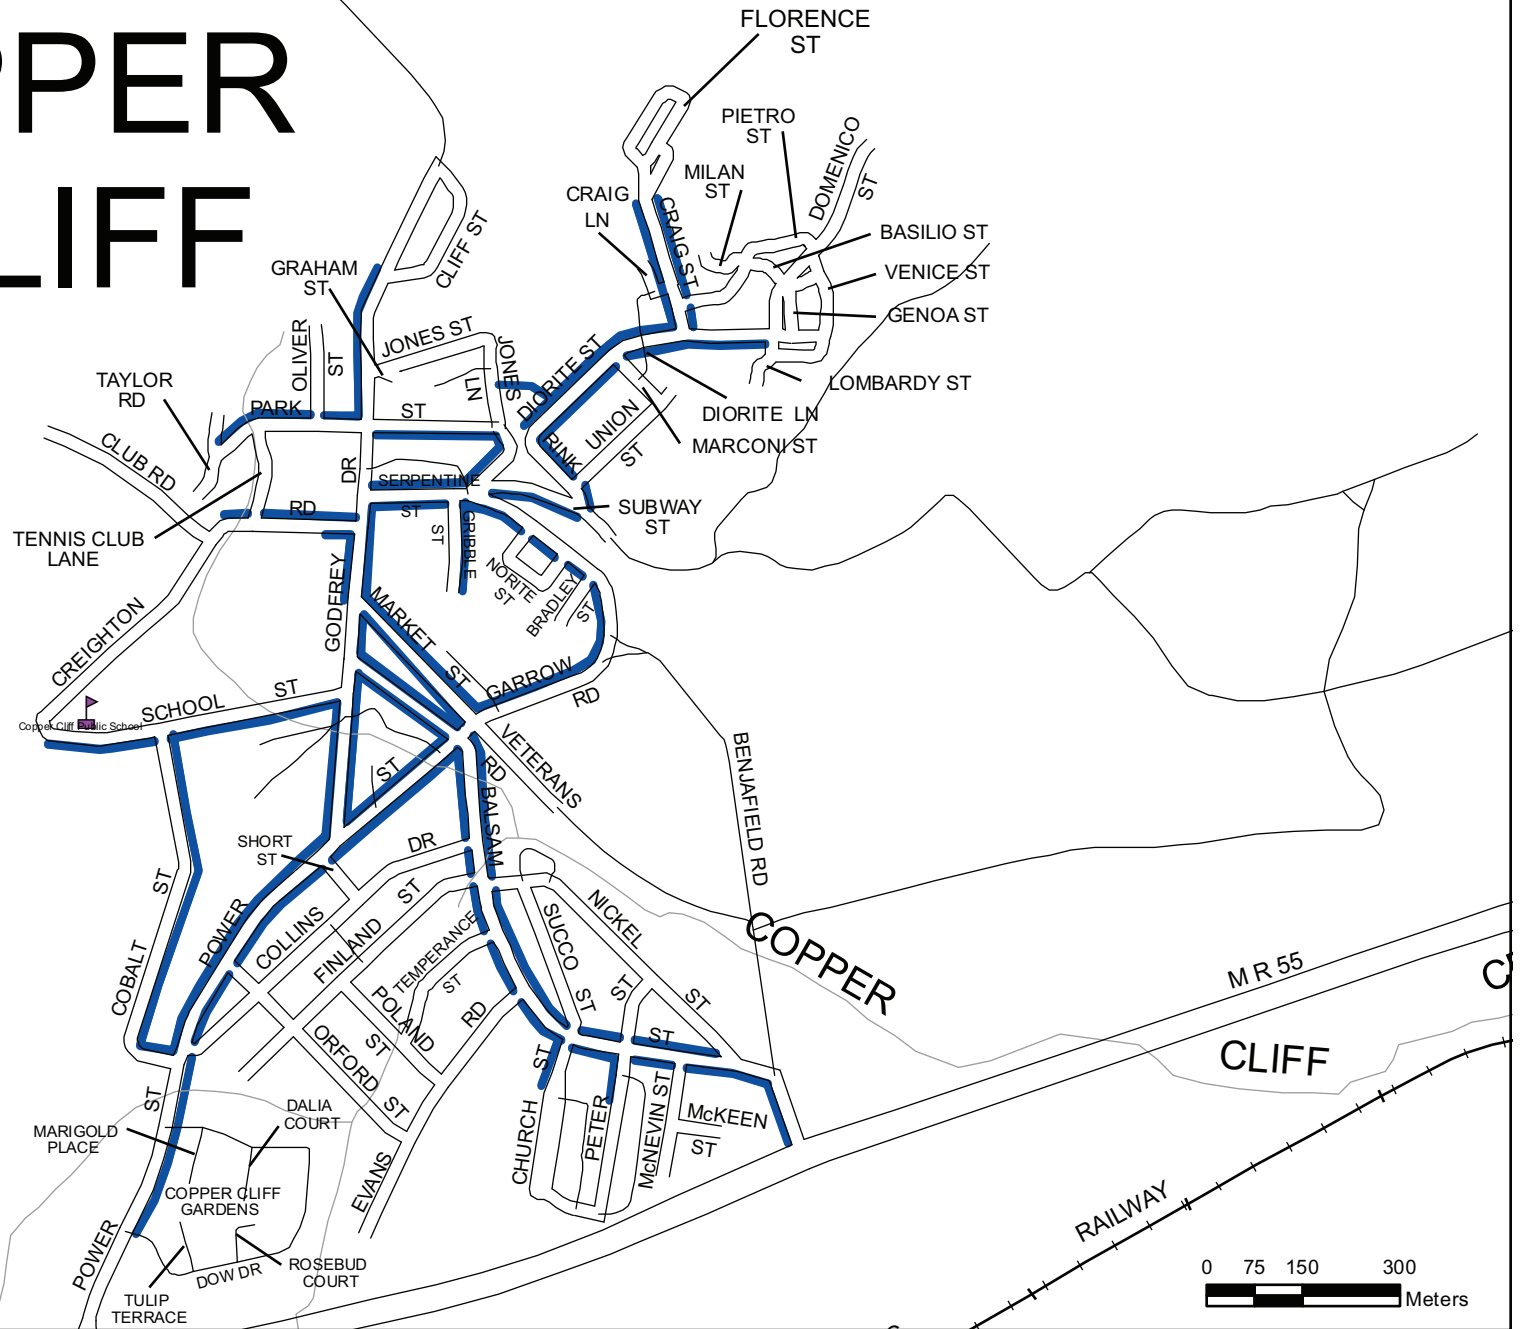 PPER
LIFF
FLORENCE
ST
PIETRO
ST
DOMENICO
ST
MILAN
ST
CRAIG
LN
CRAIG ST
BASILIO ST
VENICE ST
GENOA ST
LOMBARDY ST
CLIFF ST
GRAHAM
ST
JONES ST
JONES
LN
OLIVER
ST
DIORITE ST
DIORITE LN
MARCONI ST
UNION
ST
RINK
TAYLOR
RD
PARK
ST
CLUB RD
RD
DR
SERPENTINE
ST
SUBWAY
ST
TENNIS CLUB
LANE
GRIBBLE
ST
NORITE
ST
BRADLEY
ST
GODFREY
MARKET
ST
CREIGHTON
GARROW
RD
SCHOOL
ST
Copper Cliff Public School
VETERANS
RD
ST
BALSAM
BENJAFIELD RD
SHORT
ST
DR
COLLINS
FINLAND
ST
TEMPERANCE
ST
NICKEL
ST
SUCCO
ST
ST
ST
COBALT
ST
POWER
POLAND
ST
ORFORD
ST
RD
EVANS
ST
CHURCH
PETER
McNEVIN ST
McKEEN
ST
COPPER
CLIFF
M R 55
C
ST
DALIA
COURT
MARIGOLD
PLACE
COPPER CLIFF
GARDENS
POWER
DOW DR
ROSEBUD
COURT
TULIP
TERRACE
RAILWAY
0 75 150 300
Meters